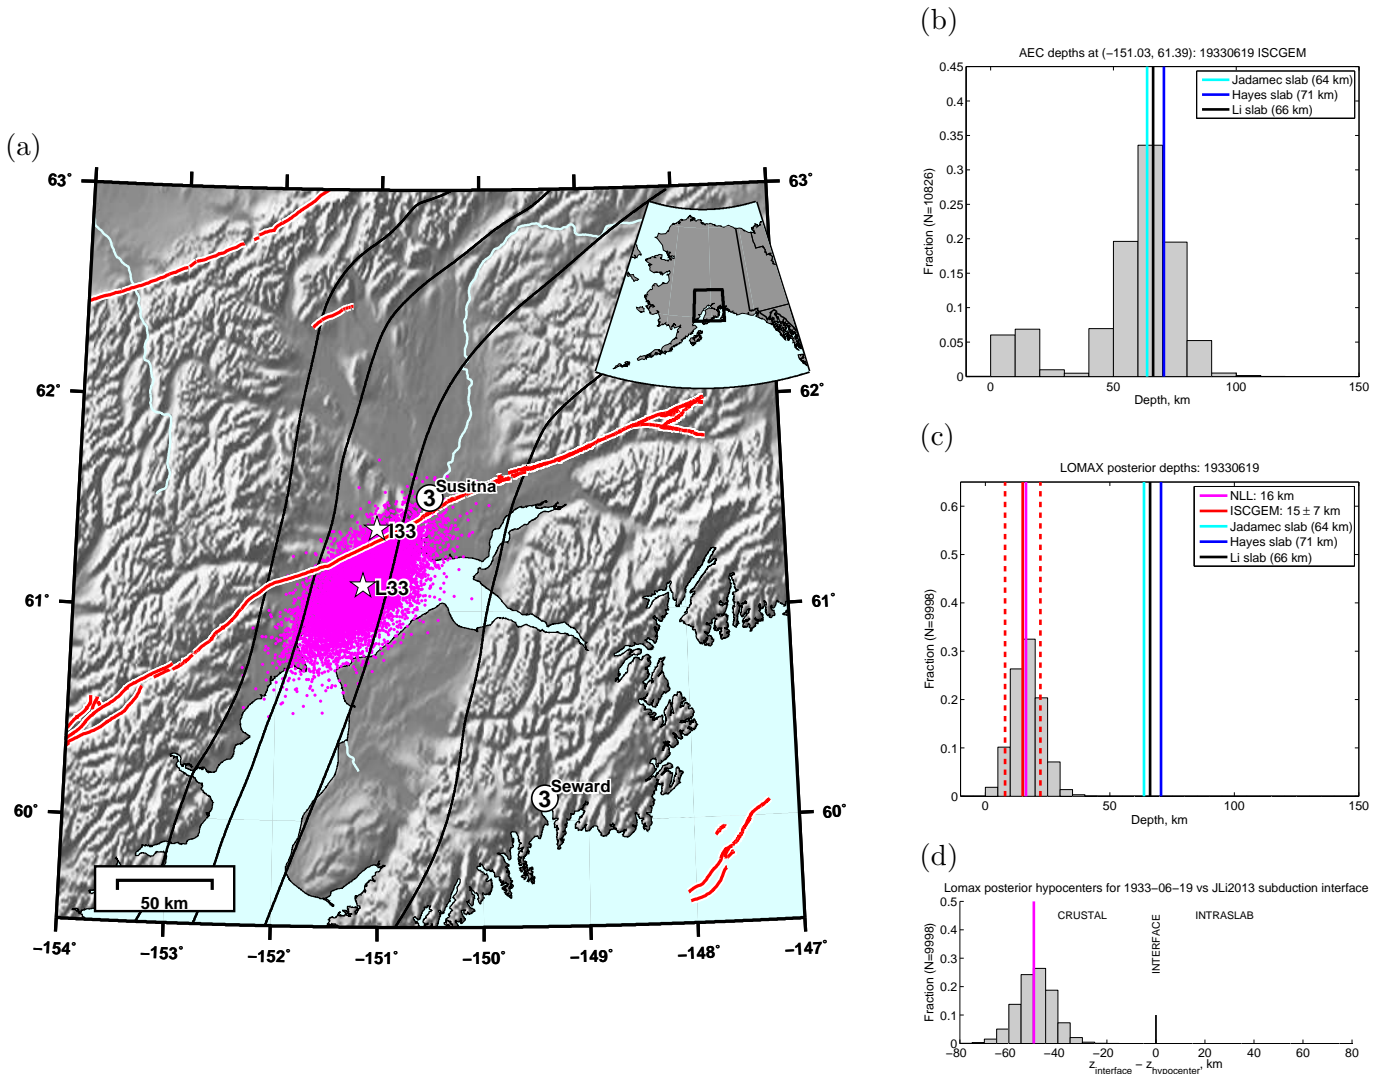 (a)
63°
63°
62°
62°
61°
61°
60°
60°
Susitna
3
I33
L33
Seward
3
50 km
−154°
−153°
−152°
−151°
−150°
−149°
−148°
−147°
(b)
AEC depths at (−151.03, 61.39): 19330619 ISCGEM
Jadamec slab (64 km)
Hayes slab (71 km)
Li slab (66 km)
Fraction (N=10826)
0.45
0.4
0.35
0.3
0.25
0.2
0.15
0.1
0.05
0
0 50 100 150
Depth, km
(c)
LOMAX posterior depths: 19330619
NLL: 16 km
ISCGEM: 15 ± 7 km
Jadamec slab (64 km)
Hayes slab (71 km)
Li slab (66 km)
Fraction (N=9998)
0.6
0.5
0.4
0.3
0.2
0.1
0
0 50 100 150
Depth, km
(d)
Lomax posterior hypocenters for 1933−06−19 vs JLi2013 subduction interface
CRUSTAL
INTERFACE
INTRASLAB
Fraction (N=9998)
0.5
0.4
0.3
0.2
0.1
0
−80 −60 −40 −20 0 20 40 60 80
z_interface − z_hypocenter, km